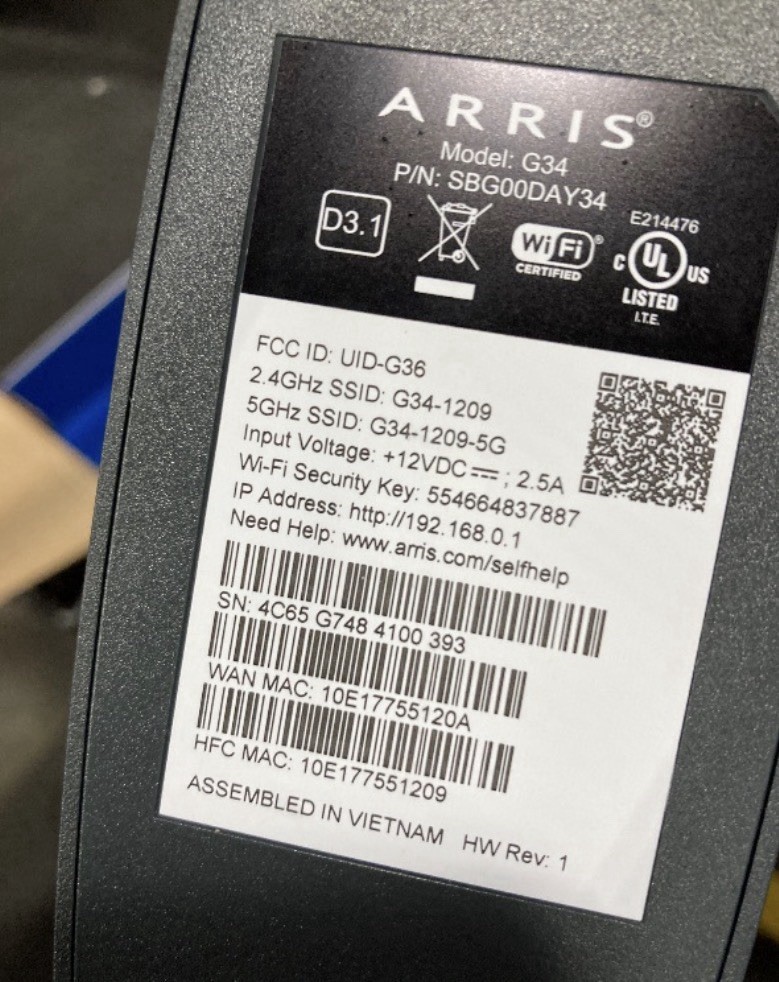 ARRIS®
Model: G34
P/N: SBG00DAY34
D3.1
Wi Fi®
CERTIFIED
E214476
C UL US
LISTED
I.T.E.
FCC ID: UID-G36
2.4GHz SSID: G34-1209
5GHz SSID: G34-1209-5G
Input Voltage: +12VDC ⎓ ; 2.5A
Wi-Fi Security Key: 554664837887
IP Address: http://192.168.0.1
Need Help: www.arris.com/selfhelp
SN: 4C65 G748 4100 393
WAN MAC: 10E17755120A
HFC MAC: 10E177551209
ASSEMBLED IN VIETNAM HW Rev: 1